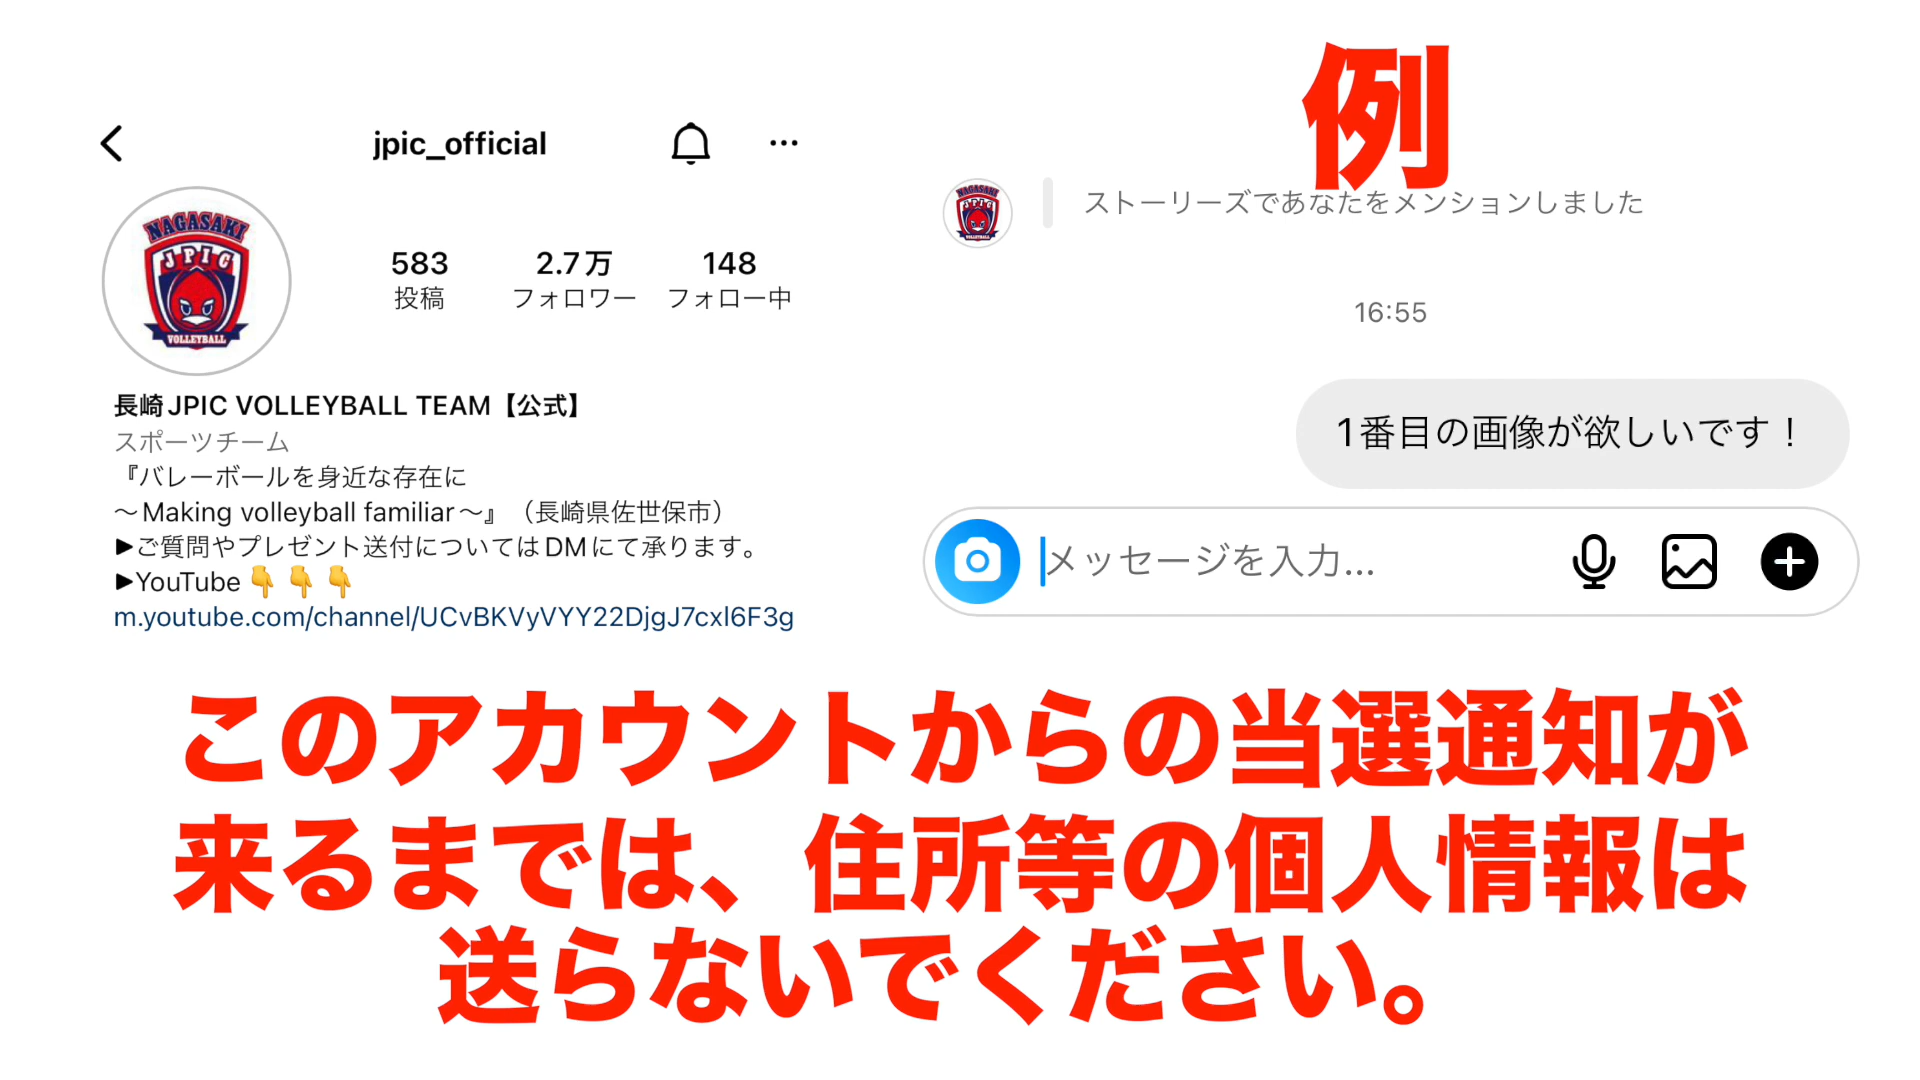 jpic_official
NAGASAKI
JPIC
VOLLEYBALL
583
投稿
2.7万
フォロワー
148
フォロー中
長崎JPIC VOLLEYBALL TEAM【公式】
スポーツチーム
『バレーボールを身近な存在に
〜Making volleyball familiar〜』（長崎県佐世保市）
▶ご質問やプレゼント送付についてはDMにて承ります。
▶YouTube 👇 👇 👇
m.youtube.com/channel/UCvBKVyVYY22DjgJ7cxl6F3g
例
NAGASAKI
JPIC
VOLLEYBALL
ストーリーズであなたをメンションしました
16:55
1番目の画像が欲しいです！
メッセージを入力...
このアカウントからの当選通知が
来るまでは、住所等の個人情報は
送らないでください。